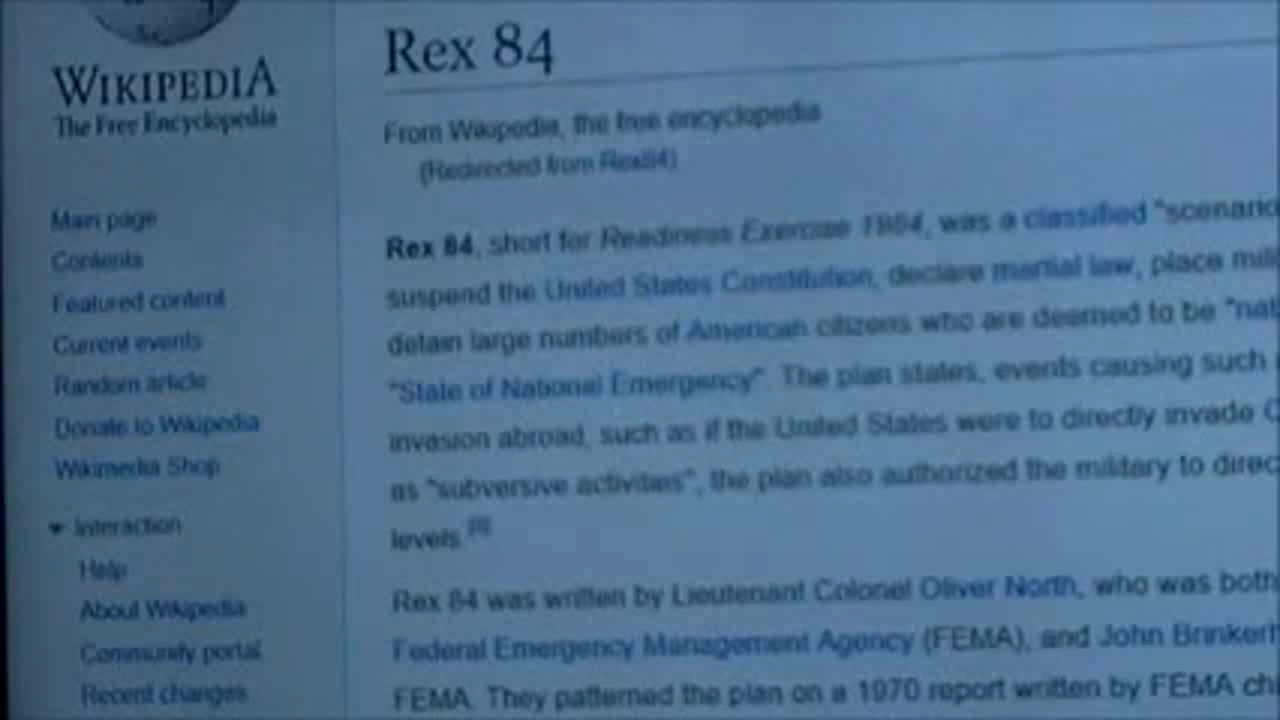 WIKIPEDIA
The Free Encyclopedia
Main page
Contents
Featured content
Current events
Random article
Donate to Wikipedia
Wikimedia Shop
Interaction
Help
About Wikipedia
Community portal
Recent changes
Rex 84
From Wikipedia, the free encyclopedia
(Redirected from Rex84)
Rex 84, short for Readiness Exercise 1984, was a classified "scenario
suspend the United States Constitution, declare martial law, place
detain large numbers of American citizens who are deemed to be
"State of National Emergency". The plan states, events causing such
invasion abroad, such as if the United States were to directly invade
as "subversive activities", the plan also authorized the military to
levels.
Rex 84 was written by Lieutenant Colonel Oliver North, who was both
Federal Emergency Management Agency (FEMA), and John
FEMA. They patterned the plan on a 1970 report written by FEMA